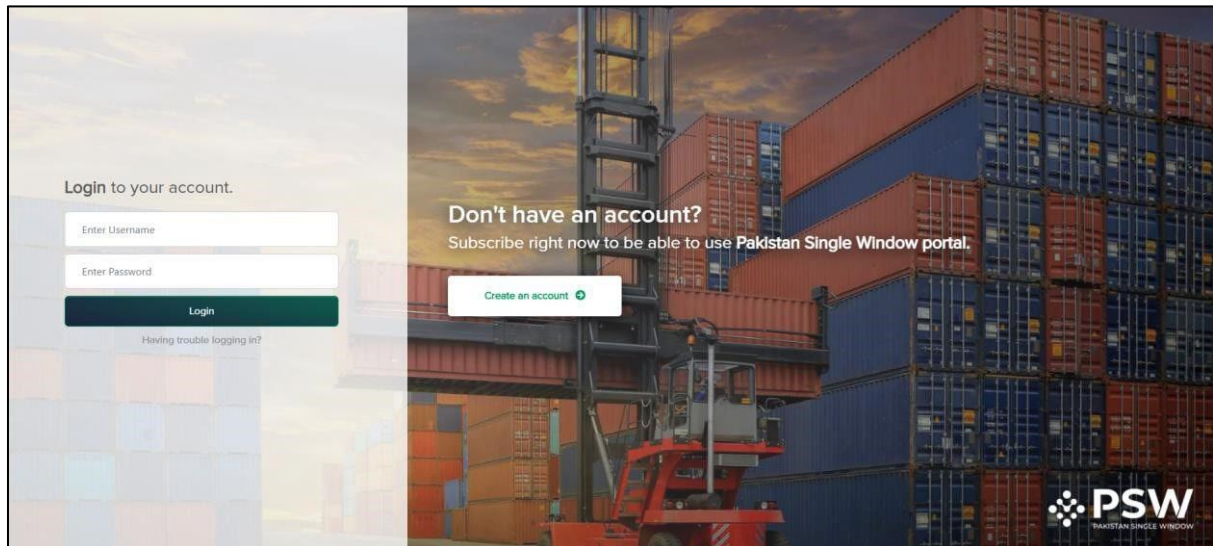 Login to your account.
Enter Username
Enter Password
Login
Having trouble logging in?
Don't have an account?
Subscribe right now to be able to use Pakistan Single Window portal.
Create an account
PSW
PAKISTAN SINGLE WINDOW